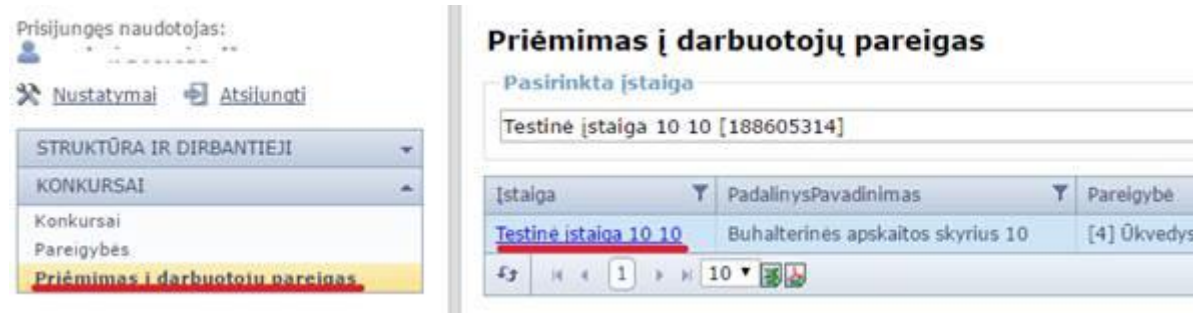 Prisijungęs naudotojas:
Nustatymai Atsijungti
STRUKTŪRA IR DIRBANTIEJI
KONKURSAI
Konkursai
Pareigybės
Priėmimas į darbuotojų pareigas
Priėmimas į darbuotojų pareigas
Pasirinkta įstaiga
Testinė įstaiga 10 10 [188605314]
Įstaiga PadalinysPavadinimas Pareigybė
Testinė įstaiga 10 10 Buhalterinės apskaitos skyrius 10 [4] Ūkvedys
1 10